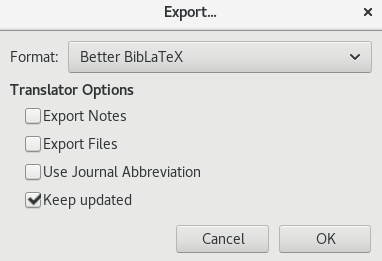 Export...
Format: Better BibLaTeX
Translator Options
Export Notes
Export Files
Use Journal Abbreviation
Keep updated
Cancel OK